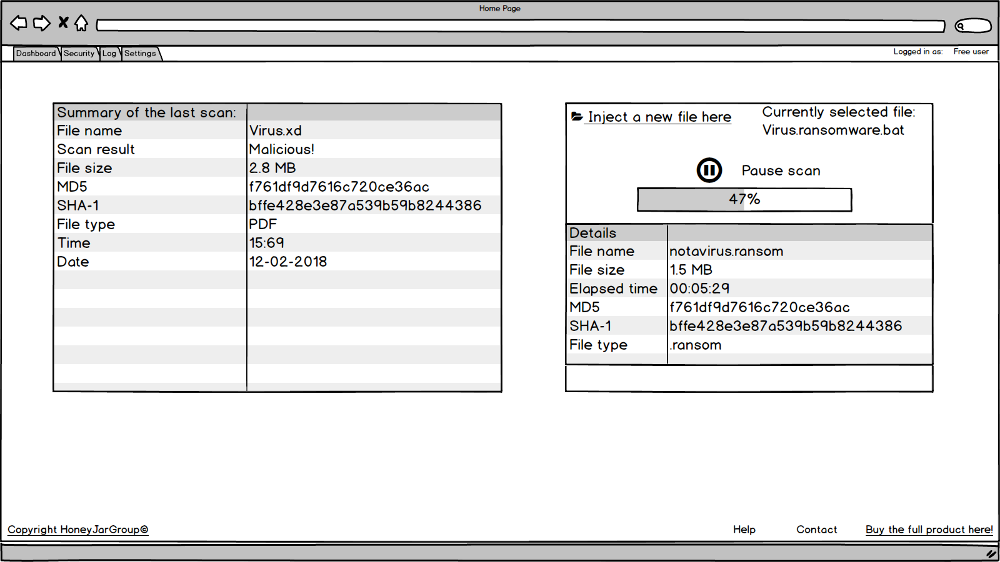 Home Page
Dashboard Security Log Settings
Logged in as: Free user
Summary of the last scan:
File name Virus.xd
Scan result Malicious!
File size 2.8 MB
MD5 f761df9d7616c720ce36ac
SHA-1 bffe428e3e87a539b59b8244386
File type PDF
Time 15:69
Date 12-02-2018
Inject a new file here
Currently selected file:
Virus.ransomware.bat
Pause scan
47%
Details
File name notavirus.ransom
File size 1.5 MB
Elapsed time 00:05:29
MD5 f761df9d7616c720ce36ac
SHA-1 bffe428e3e87a539b59b8244386
File type .ransom
Copyright HoneyJarGroup©
Help Contact Buy the full product here!